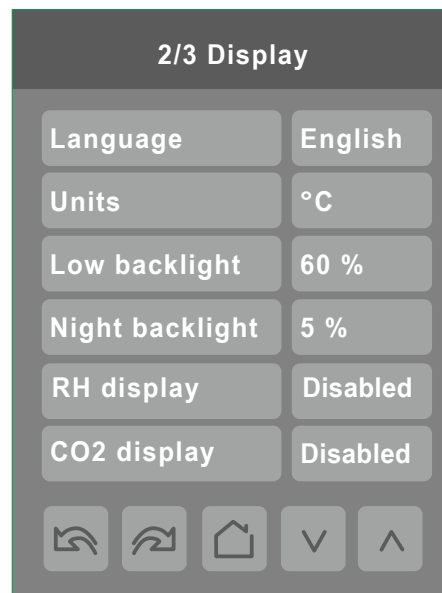 2/3 Display
Language English
Units °C
Low backlight 60 %
Night backlight 5 %
RH display Disabled
CO2 display Disabled